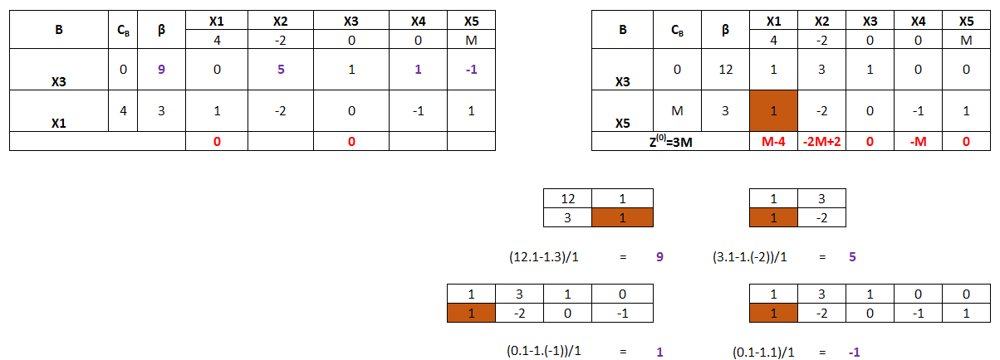 B C_B β X1 X2 X3 X4 X5
4 -2 0 0 M
X3 0 9 0 5 1 1 -1
X1 4 3 1 -2 0 -1 1
0 0
B C_B β X1 X2 X3 X4 X5
4 -2 0 0 M
X3 0 12 1 3 1 0 0
X5 M 3 1 -2 0 -1 1
Z^(0)=3M M-4 -2M+2 0 -M 0
12 1
3 1
(12.1-1.3)/1 = 9
1 3
1 -2
(3.1-1.(-2))/1 = 5
1 3 1 0
1 -2 0 -1
(0.1-1.(-1))/1 = 1
1 3 1 0 0
1 -2 0 -1 1
(0.1-1.1)/1 = -1